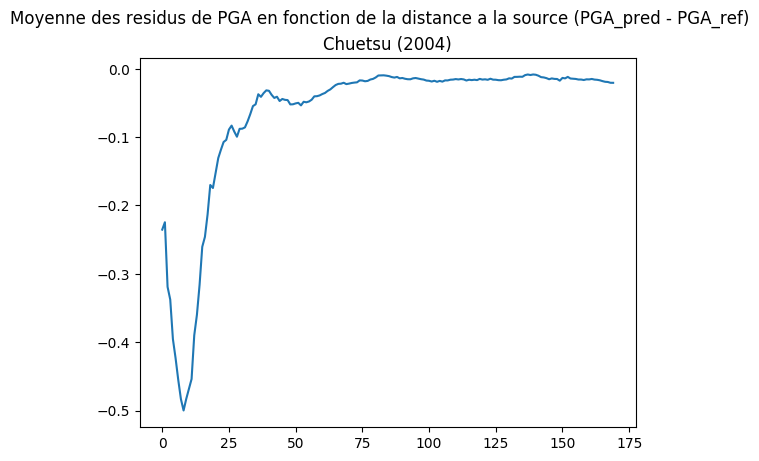 Moyenne des residus de PGA en fonction de la distance a la source (PGA_pred - PGA_ref)
Chuetsu (2004)
0.0
−0.1
−0.2
−0.3
−0.4
−0.5
0 25 50 75 100 125 150 175